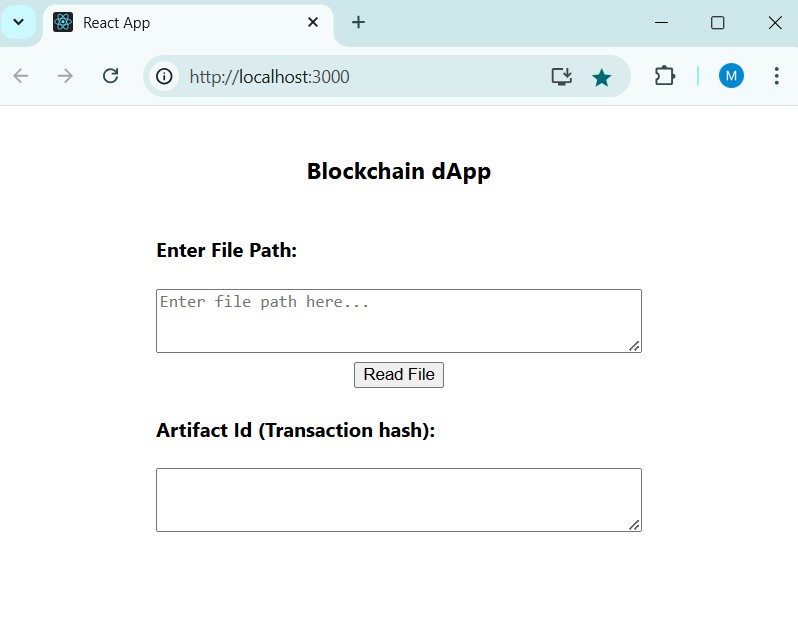 React App
http://localhost:3000
M
Blockchain dApp
Enter File Path:
Enter file path here...
Read File
Artifact Id (Transaction hash):